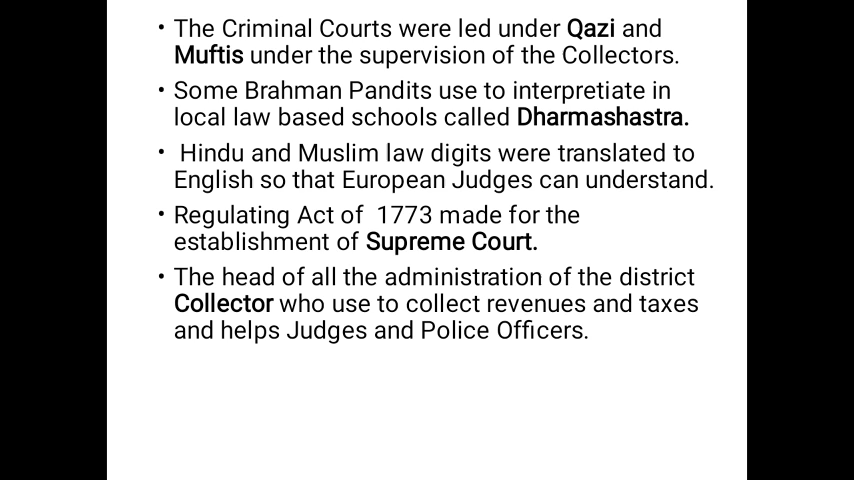 • The Criminal Courts were led under Qazi and
Muftis under the supervision of the Collectors.
• Some Brahman Pandits use to interpretiate in
local law based schools called Dharmashastra.
• Hindu and Muslim law digits were translated to
English so that European Judges can understand.
• Regulating Act of 1773 made for the
establishment of Supreme Court.
• The head of all the administration of the district
Collector who use to collect revenues and taxes
and helps Judges and Police Officers.